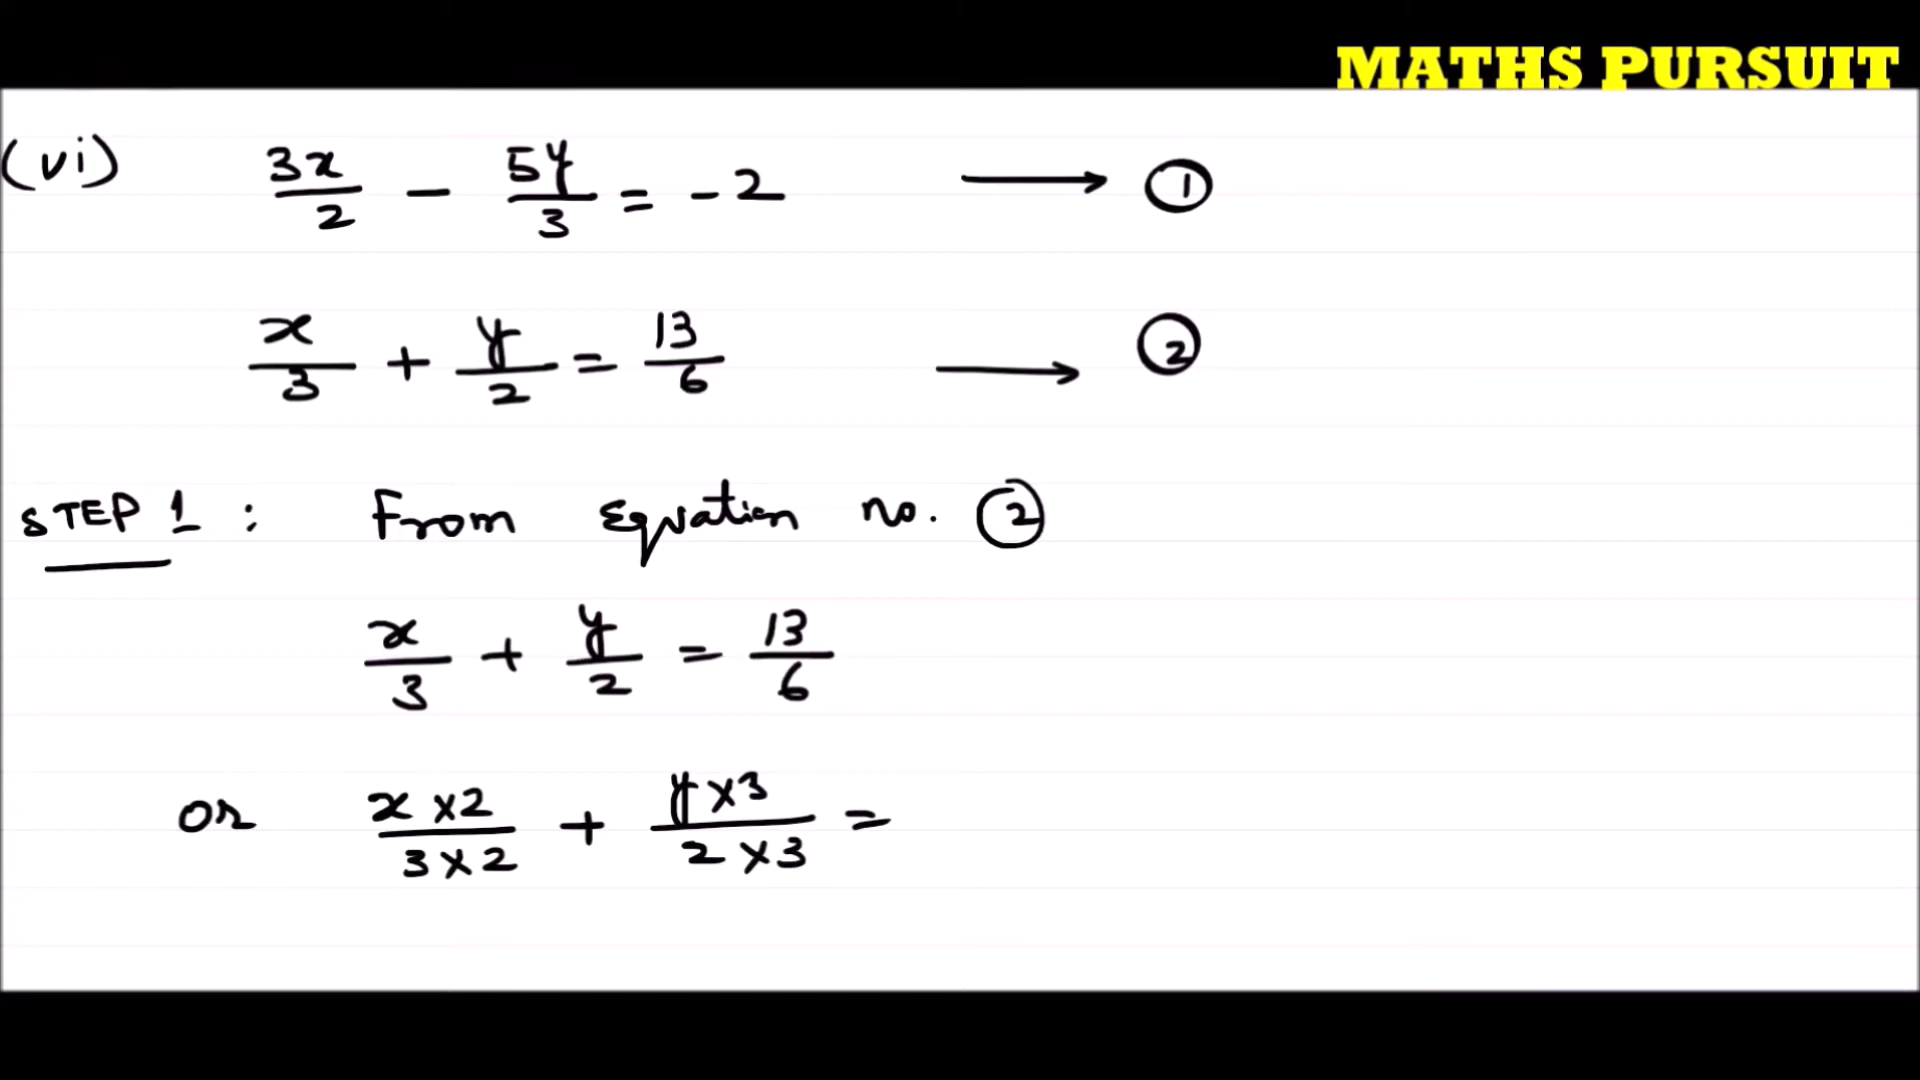 MATHS PURSUIT
(vi) 3x/2 - 5y/3 = -2 → ①
x/3 + y/2 = 13/6 → ②
STEP 1 : From Equation no. ②
x/3 + y/2 = 13/6
or x×2/3×2 + y×3/2×3 =